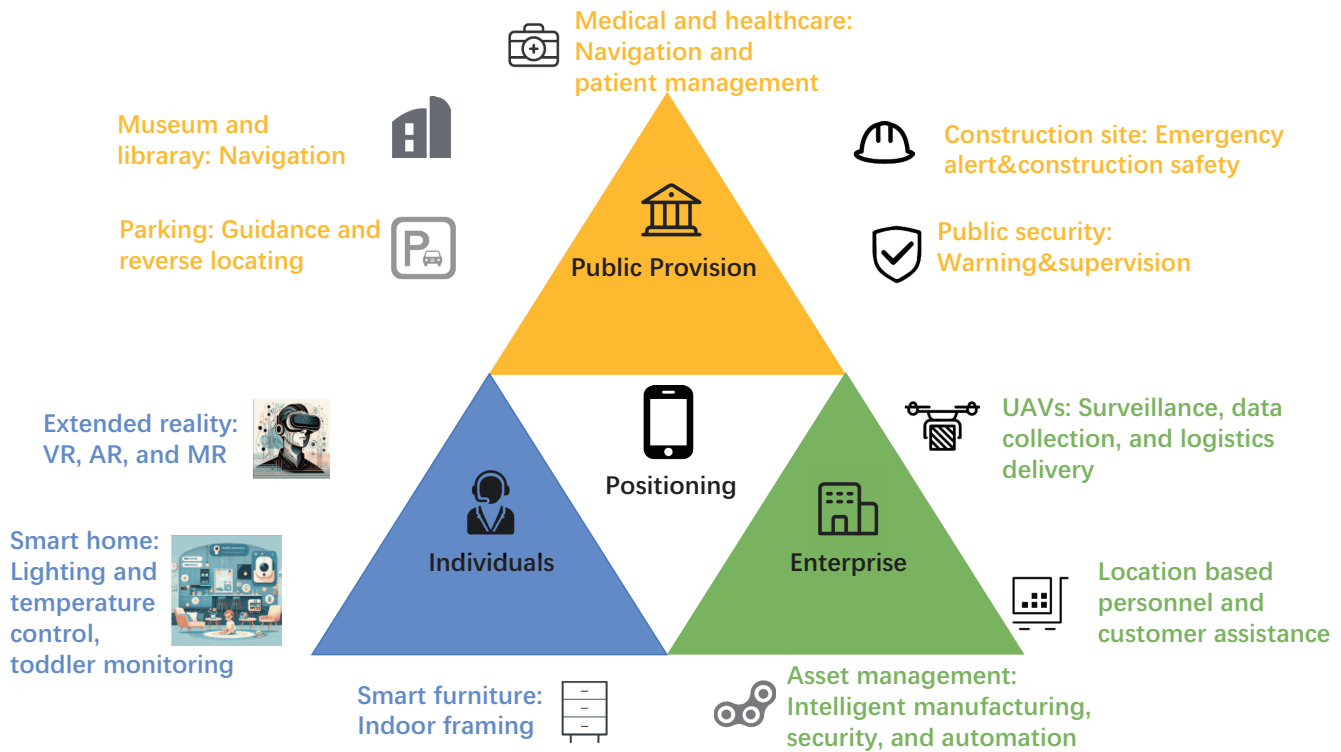 Medical and healthcare:
Navigation and
patient management
Museum and
libraray: Navigation
Construction site: Emergency
alert&construction safety
Parking: Guidance and
reverse locating
P
Public security:
Warning&supervision
Public Provision
Extended reality:
VR, AR, and MR
UAVs: Surveillance, data
collection, and logistics
delivery
Positioning
Smart home:
Lighting and
temperature
control,
toddler monitoring
Individuals
Enterprise
Location based
personnel and
customer assistance
Smart furniture:
Indoor framing
Asset management:
Intelligent manufacturing,
security, and automation